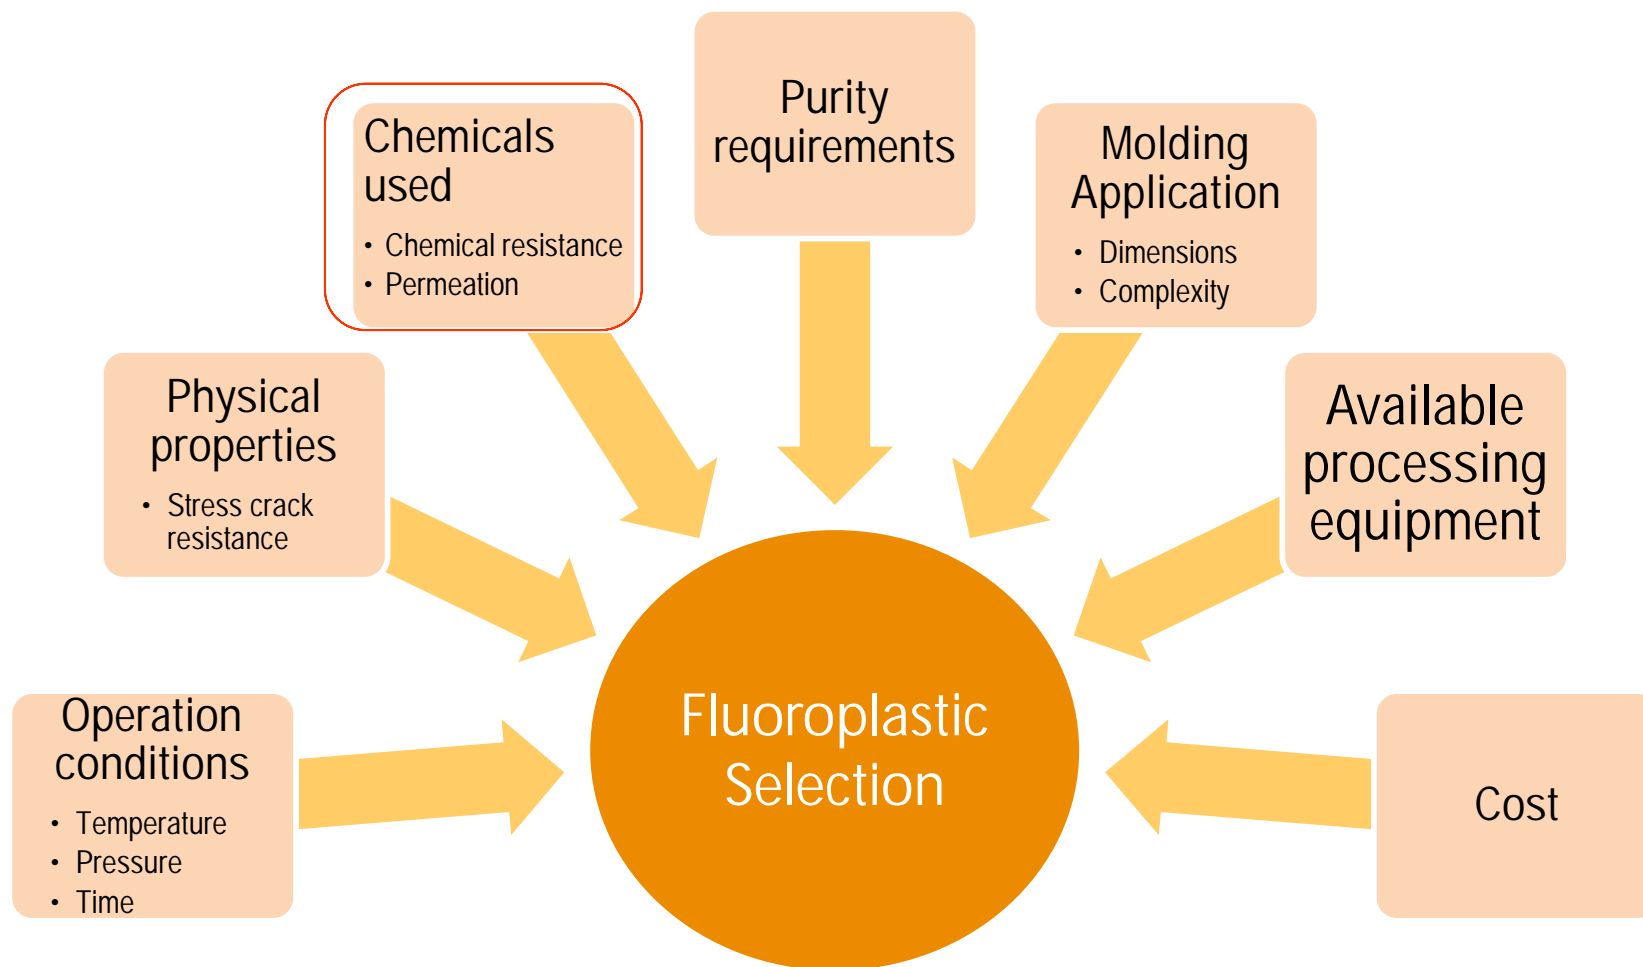 Purity
requirements
Chemicals
used
• Chemical resistance
• Permeation
Molding
Application
• Dimensions
• Complexity
Physical
properties
• Stress crack
resistance
Available
processing
equipment
Operation
conditions
• Temperature
• Pressure
• Time
Fluoroplastic
Selection
Cost